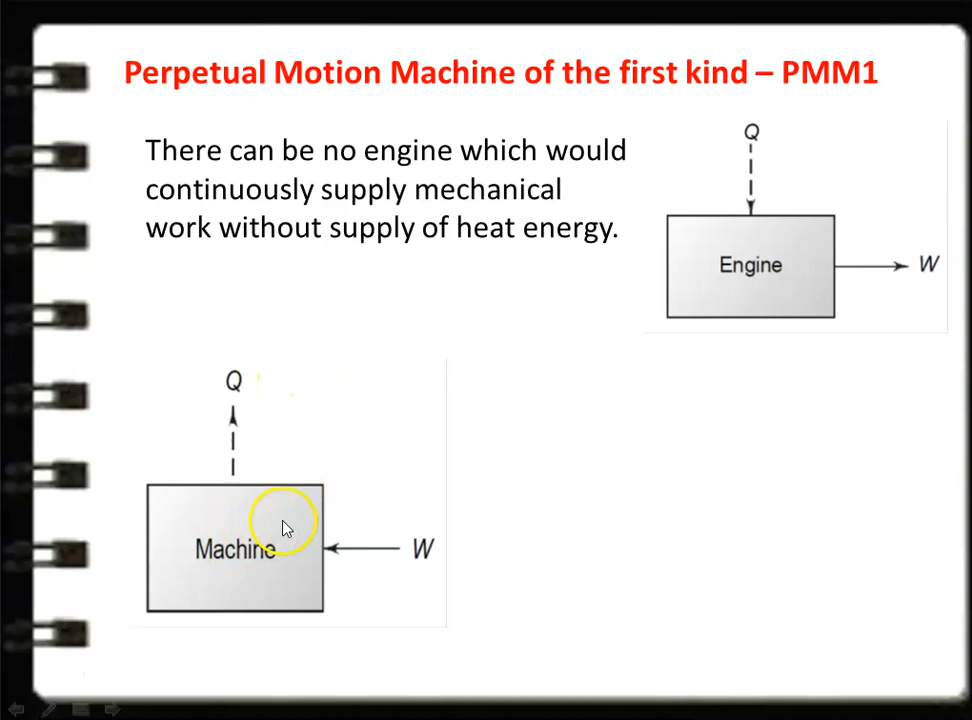 Perpetual Motion Machine of the first kind – PMM1
There can be no engine which would
continuously supply mechanical
work without supply of heat energy.
Q
Engine
W
Q
Machine
W